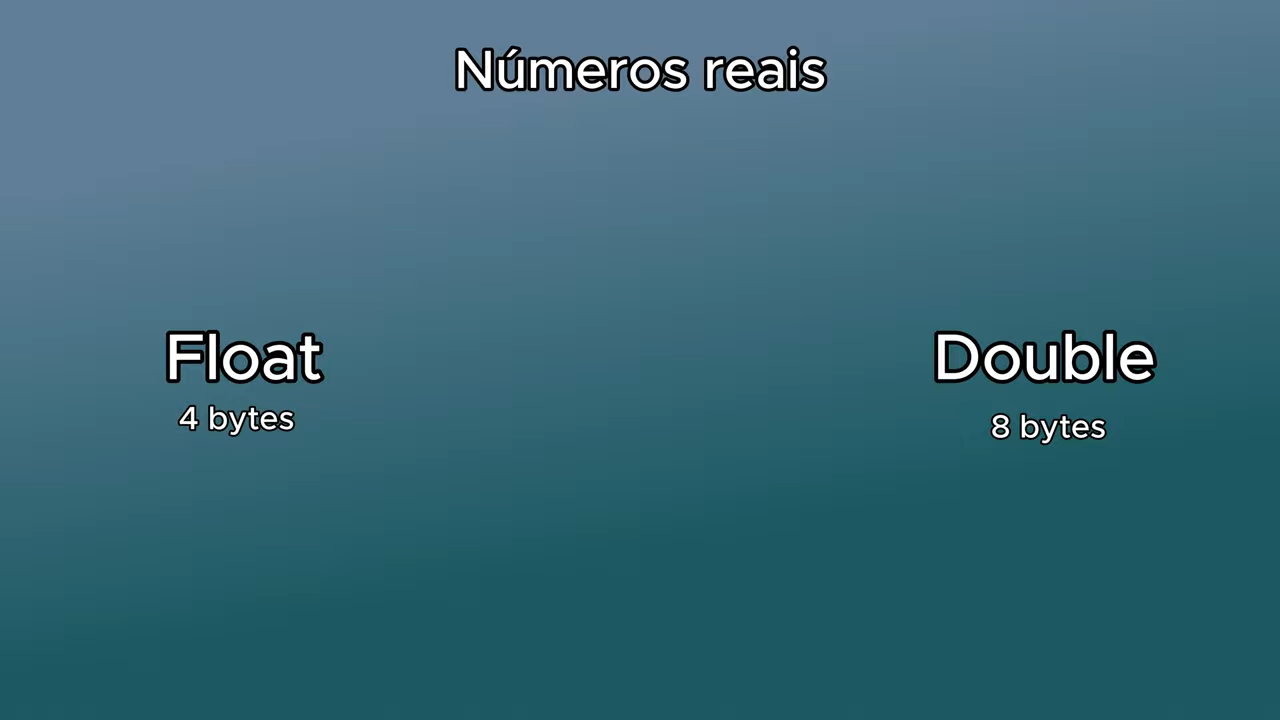 Números reais
Float
4 bytes
Double
8 bytes